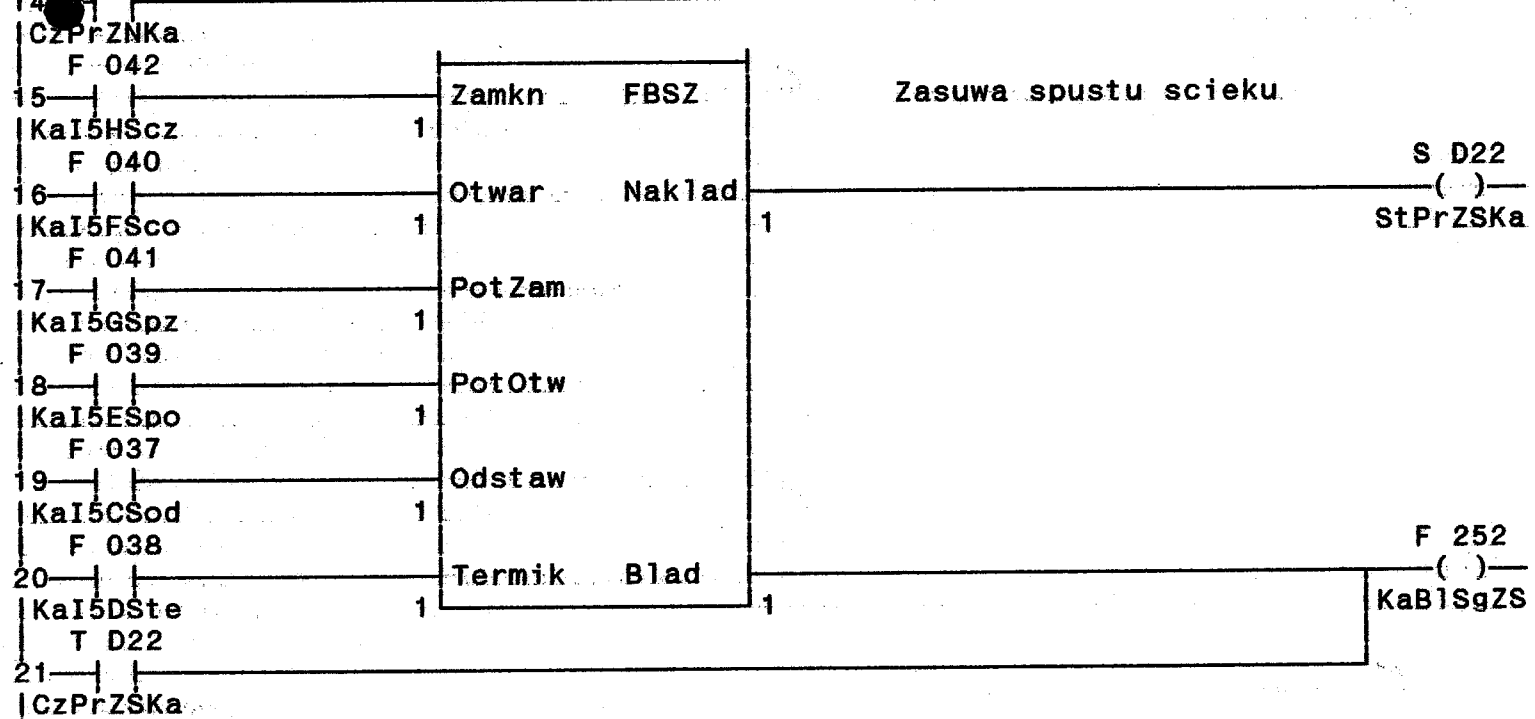 14
CzPrZNKa
F 042
15 Zamkn FBSZ Zasuwa spustu scieku
KaI5HScz 1
F 040 S D22
16 Otwar Naklad ( )
KaI5FSco 1 1 StPrZSKa
F 041
17 PotZam
KaI5GSpz 1
F 039
18 PotOtw
KaI5ESpo 1
F 037
19 Odstaw
KaI5CSod 1
F 038 F 252
20 Termik Blad ( )
KaI5DSte 1 1 KaBlSgZS
T D22
21
CzPrZSKa